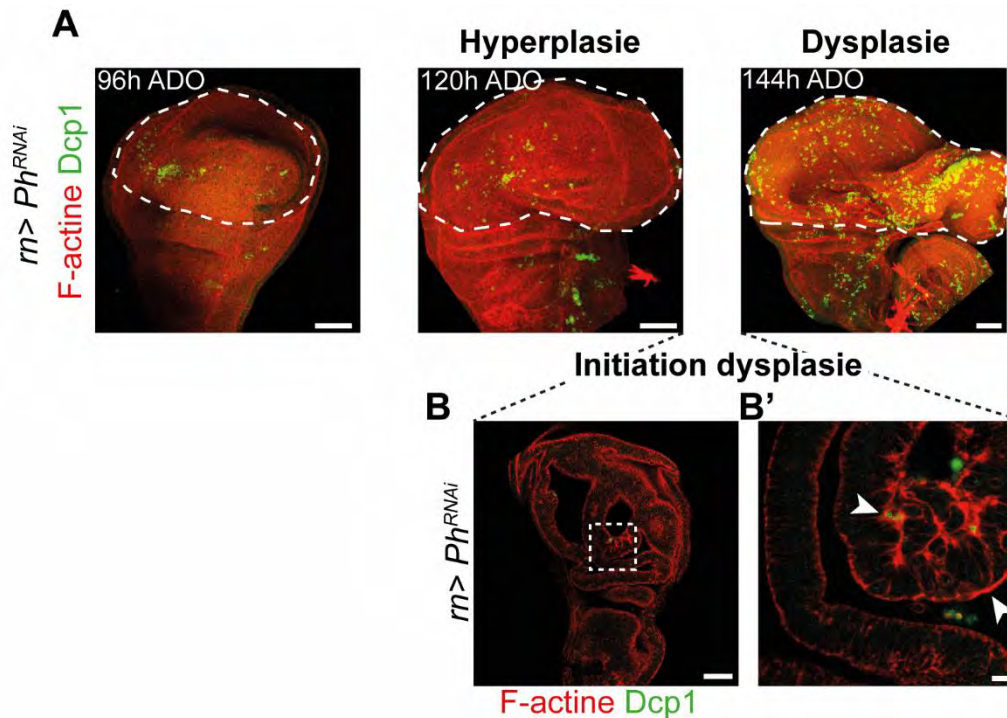 A
Hyperplasie
Dysplasie
96h ADO
120h ADO
144h ADO
rn> Ph^RNAi
F-actine Dcp1
Initiation dysplasie
B
B'
rn> Ph^RNAi
F-actine Dcp1